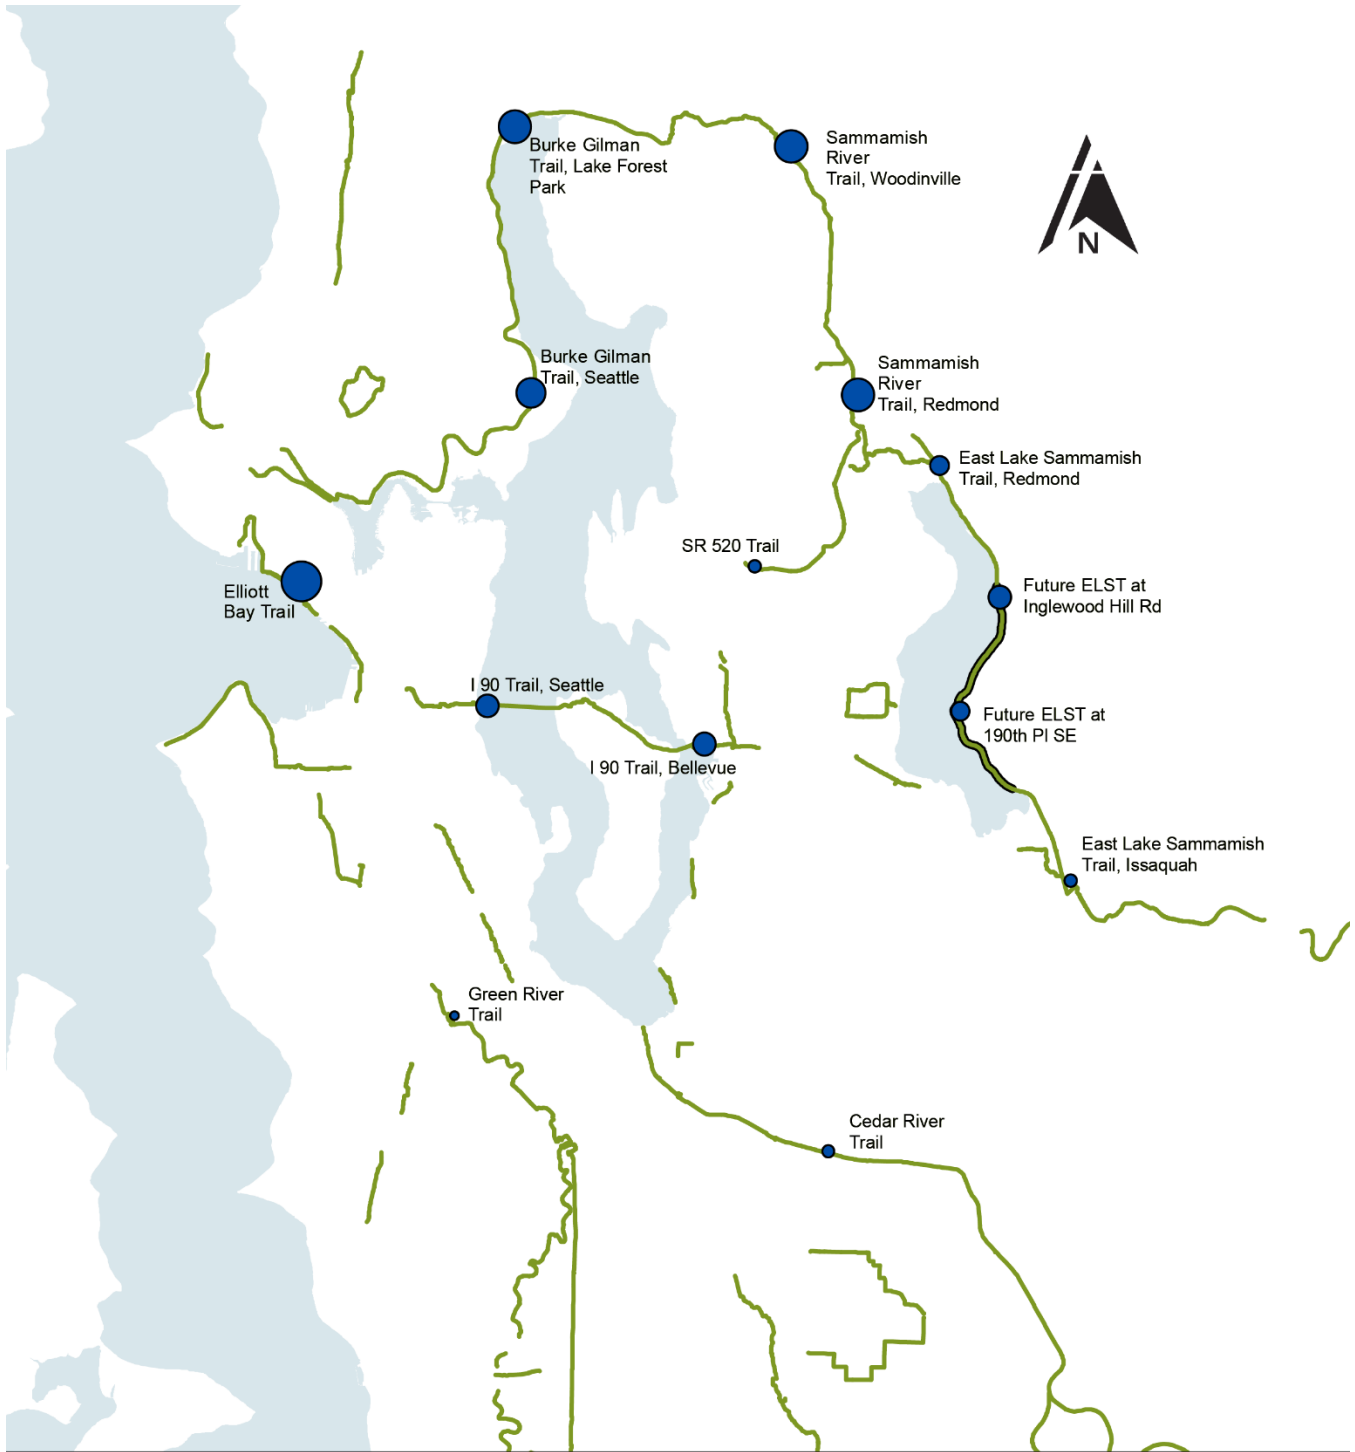 Burke Gilman
Trail, Lake Forest
Park
Sammamish
River
Trail, Woodinville
N
Burke Gilman
Trail, Seattle
Sammamish
River
Trail, Redmond
East Lake Sammamish
Trail, Redmond
SR 520 Trail
Elliott
Bay Trail
Future ELST at
Inglewood Hill Rd
I 90 Trail, Seattle
Future ELST at
190th Pl SE
I 90 Trail, Bellevue
East Lake Sammamish
Trail, Issaquah
Green River
Trail
Cedar River
Trail